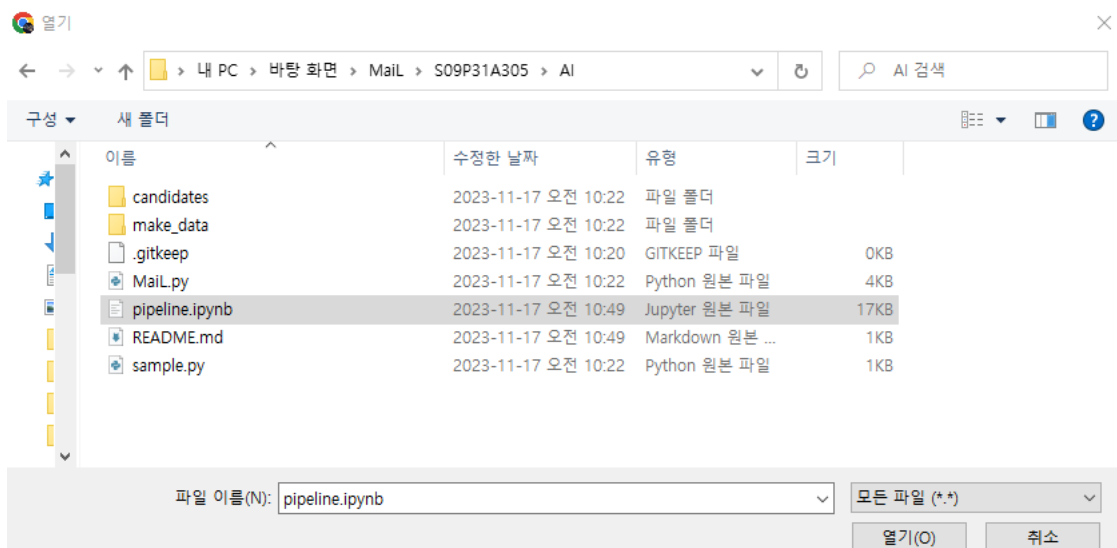 열기
내 PC > 바탕 화면 > MaiL > S09P31A305 > AI
AI 검색
구성 새 폴더
이름 수정한 날짜 유형 크기
candidates 2023-11-17 오전 10:22 파일 폴더
make_data 2023-11-17 오전 10:22 파일 폴더
.gitkeep 2023-11-17 오전 10:20 GITKEEP 파일 0KB
MaiL.py 2023-11-17 오전 10:22 Python 원본 파일 4KB
pipeline.ipynb 2023-11-17 오전 10:49 Jupyter 원본 파일 17KB
README.md 2023-11-17 오전 10:49 Markdown 원본 ... 1KB
sample.py 2023-11-17 오전 10:22 Python 원본 파일 1KB
파일 이름(N): pipeline.ipynb 모든 파일 (*.*)
열기(O) 취소